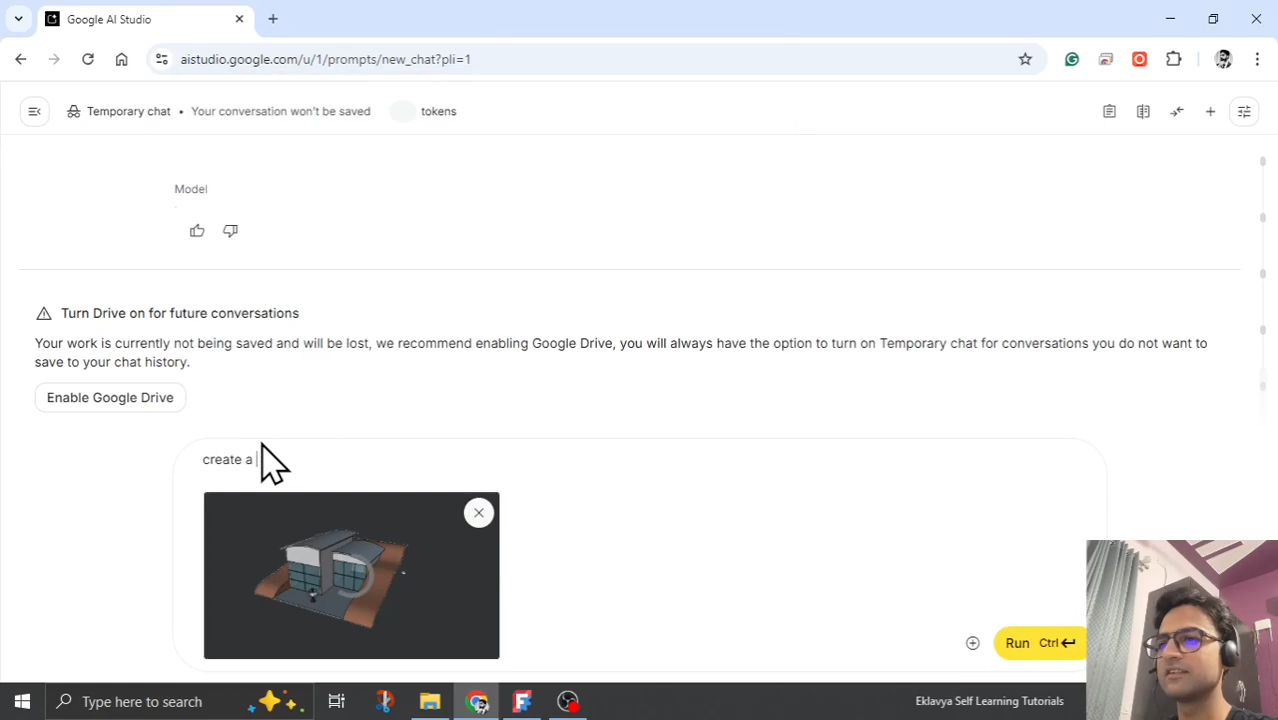 Google AI Studio
aistudio.google.com/u/1/prompts/new_chat?pli=1
Temporary chat • Your conversation won't be saved
tokens
Model
Turn Drive on for future conversations
Your work is currently not being saved and will be lost, we recommend enabling Google Drive, you will always have the option to turn on Temporary chat for conversations you do not want to
save to your chat history.
Enable Google Drive
create a
Run Ctrl
Type here to search
Eklavya Self Learning Tutorials